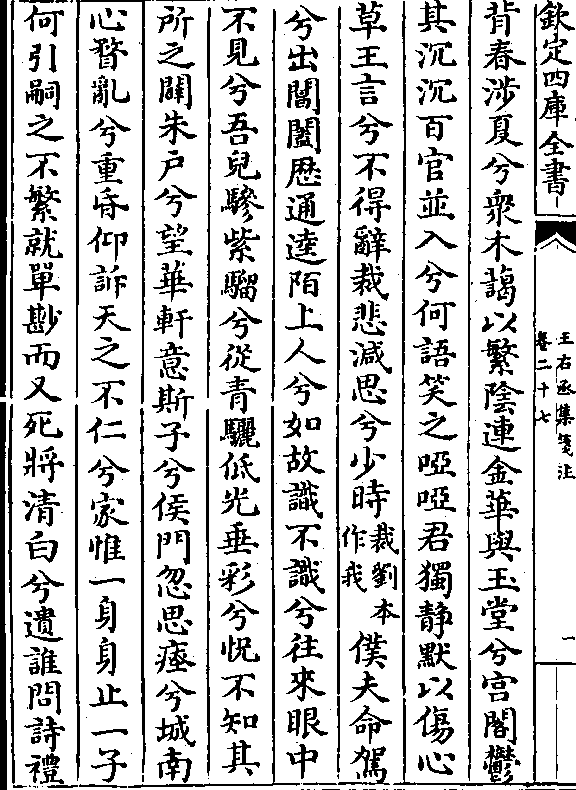 欽定四庫全書
王右丞集箋注
卷二十七
一
背春涉夏兮衆木藹以繁陰連金華與玉堂兮宫閣鬱
其沉沉百官並入兮何語笑之啞啞君獨静默以傷心
草王言兮不得辭裁悲減思兮少時裁劉本作我僕夫命駕
兮出閶闔歴通逵陌上人兮如故識不識兮往來眼中
不見兮吾兒驂紫騮兮從青驪低光垂彩兮怳不知其
所之闢朱户兮望華軒意斯子兮侯門忽思瘞兮城南
心瞀亂兮重昏仰訴天之不仁兮家惟一身身止一子
何引嗣之不繁就單尠而又死將清白兮遺誰問詩禮